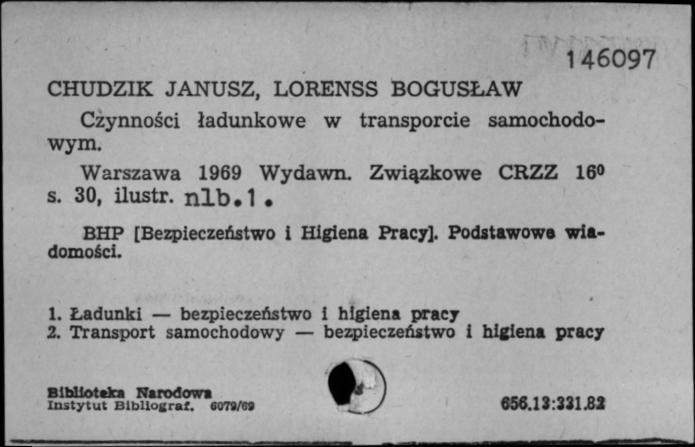 146097
CHUDZIK JANUSZ, LORENSS BOGUSŁAW
Czynności ładunkowe w transporcie samochodo-
wym.
Warszawa 1969 Wydawn. Związkowe CRZZ 16⁰
s. 30, ilustr. nlb.1.
BHP [Bezpieczeństwo i Higiena Pracy]. Podstawowe wia-
domości.
1. Ładunki — bezpieczeństwo i higiena pracy
2. Transport samochodowy — bezpieczeństwo i higiena pracy
Biblioteka Narodowa
Instytut Bibliograf. 6079/69
656.13:331.82